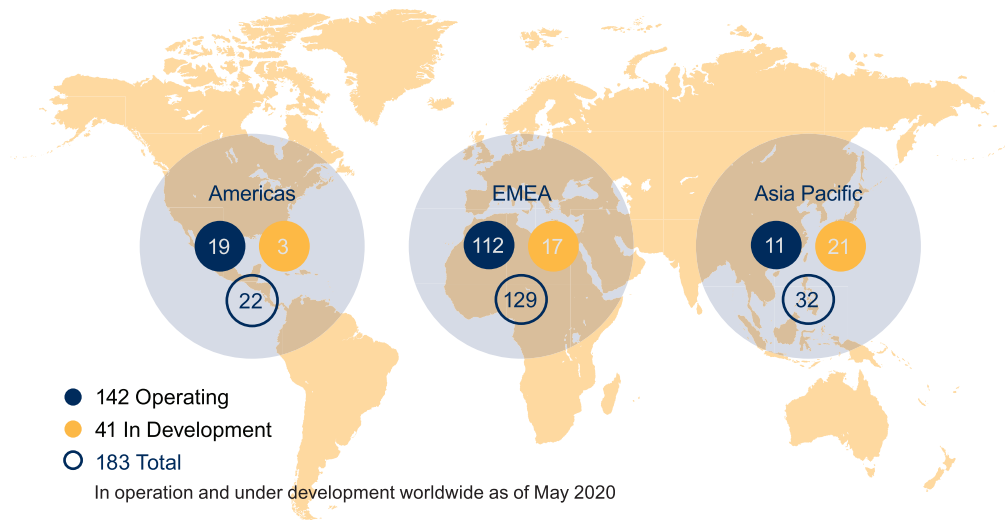 Americas
19
3
22
EMEA
112
17
129
Asia Pacific
11
21
32
142 Operating
41 In Development
183 Total
In operation and under development worldwide as of May 2020